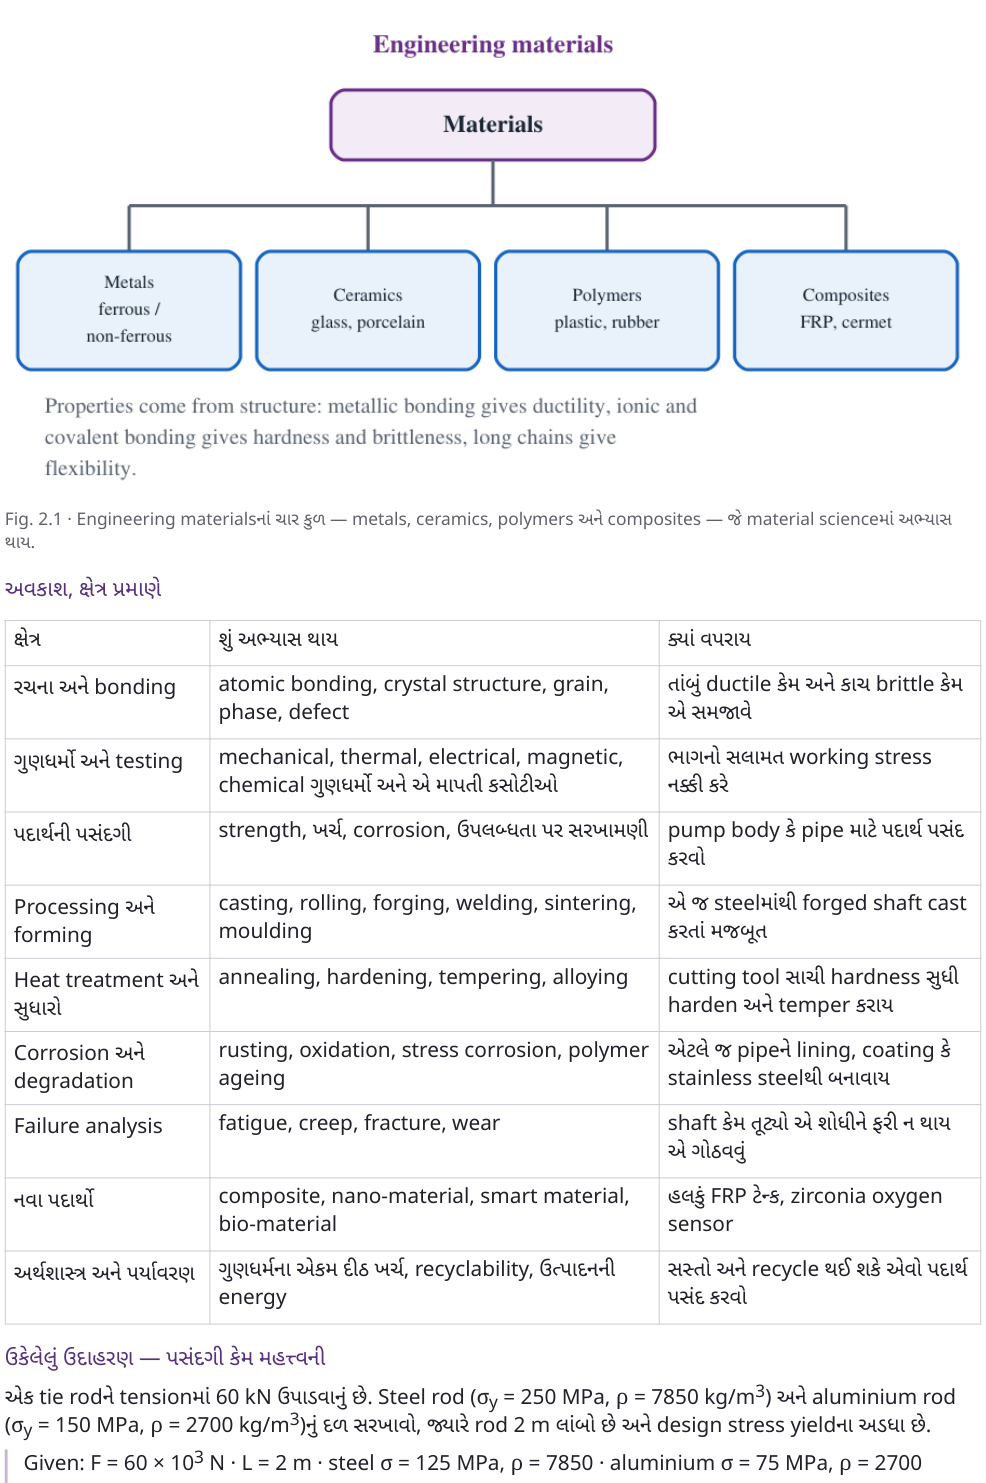 Engineering materials
Materials
Metals
ferrous /
non-ferrous
Ceramics
glass, porcelain
Polymers
plastic, rubber
Composites
FRP, cermet
Properties come from structure: metallic bonding gives ductility, ionic and
covalent bonding gives hardness and brittleness, long chains give
flexibility.
Fig. 2.1 · Engineering materialsનાં ચાર કુળ — metals, ceramics, polymers અને composites — જે material scienceમાં અભ્યાસ
થાય.
અવકાશ, ક્ષેત્ર પ્રમાણે
ક્ષેત્ર
શું અભ્યાસ થાય
ક્યાં વપરાય
રચના અને bonding
atomic bonding, crystal structure, grain,
phase, defect
તાંબું ductile કેમ અને કાચ brittle કેમ
એ સમજાવે
ગુણધર્મો અને testing
mechanical, thermal, electrical, magnetic,
chemical ગુણધર્મો અને એ માપતી કસોટીઓ
ભાગનો સલામત working stress
નક્કી કરે
પદાર્થની પસંદગી
strength, ખર્ચ, corrosion, ઉપલબ્ધતા પર સરખામણી
pump body કે pipe માટે પદાર્થ પસંદ
કરવો
Processing અને
forming
casting, rolling, forging, welding, sintering,
moulding
એ જ steelમાંથી forged shaft cast
કરતાં મજબૂત
Heat treatment અને
સુધારો
annealing, hardening, tempering, alloying
cutting tool સાચી hardness સુધી
harden અને temper કરાય
Corrosion અને
degradation
rusting, oxidation, stress corrosion, polymer
ageing
એટલે જ pipeને lining, coating કે
stainless steelથી બનાવાય
Failure analysis
fatigue, creep, fracture, wear
shaft કેમ તૂટ્યો એ શોધીને ફરી ન થાય
એ ગોઠવવું
નવા પદાર્થો
composite, nano-material, smart material,
bio-material
હલકું FRP ટેન્ક, zirconia oxygen
sensor
અર્થશાસ્ત્ર અને પર્યાવરણ
ગુણધર્મના એકમ દીઠ ખર્ચ, recyclability, ઉત્પાદનની
energy
સસ્તો અને recycle થઈ શકે એવો પદાર્થ
પસંદ કરવો
ઉકેલેલું ઉદાહરણ — પસંદગી કેમ મહત્ત્વની
એક tie rodને tensionમાં 60 kN ઉપાડવાનું છે. Steel rod (σy = 250 MPa, ρ = 7850 kg/m³) અને aluminium rod
(σy = 150 MPa, ρ = 2700 kg/m³)નું દળ સરખાવો, જ્યારે rod 2 m લાંબો છે અને design stress yieldના અડધા છે.
Given: F = 60 × 10³ N · L = 2 m · steel σ = 125 MPa, ρ = 7850 · aluminium σ = 75 MPa, ρ = 2700